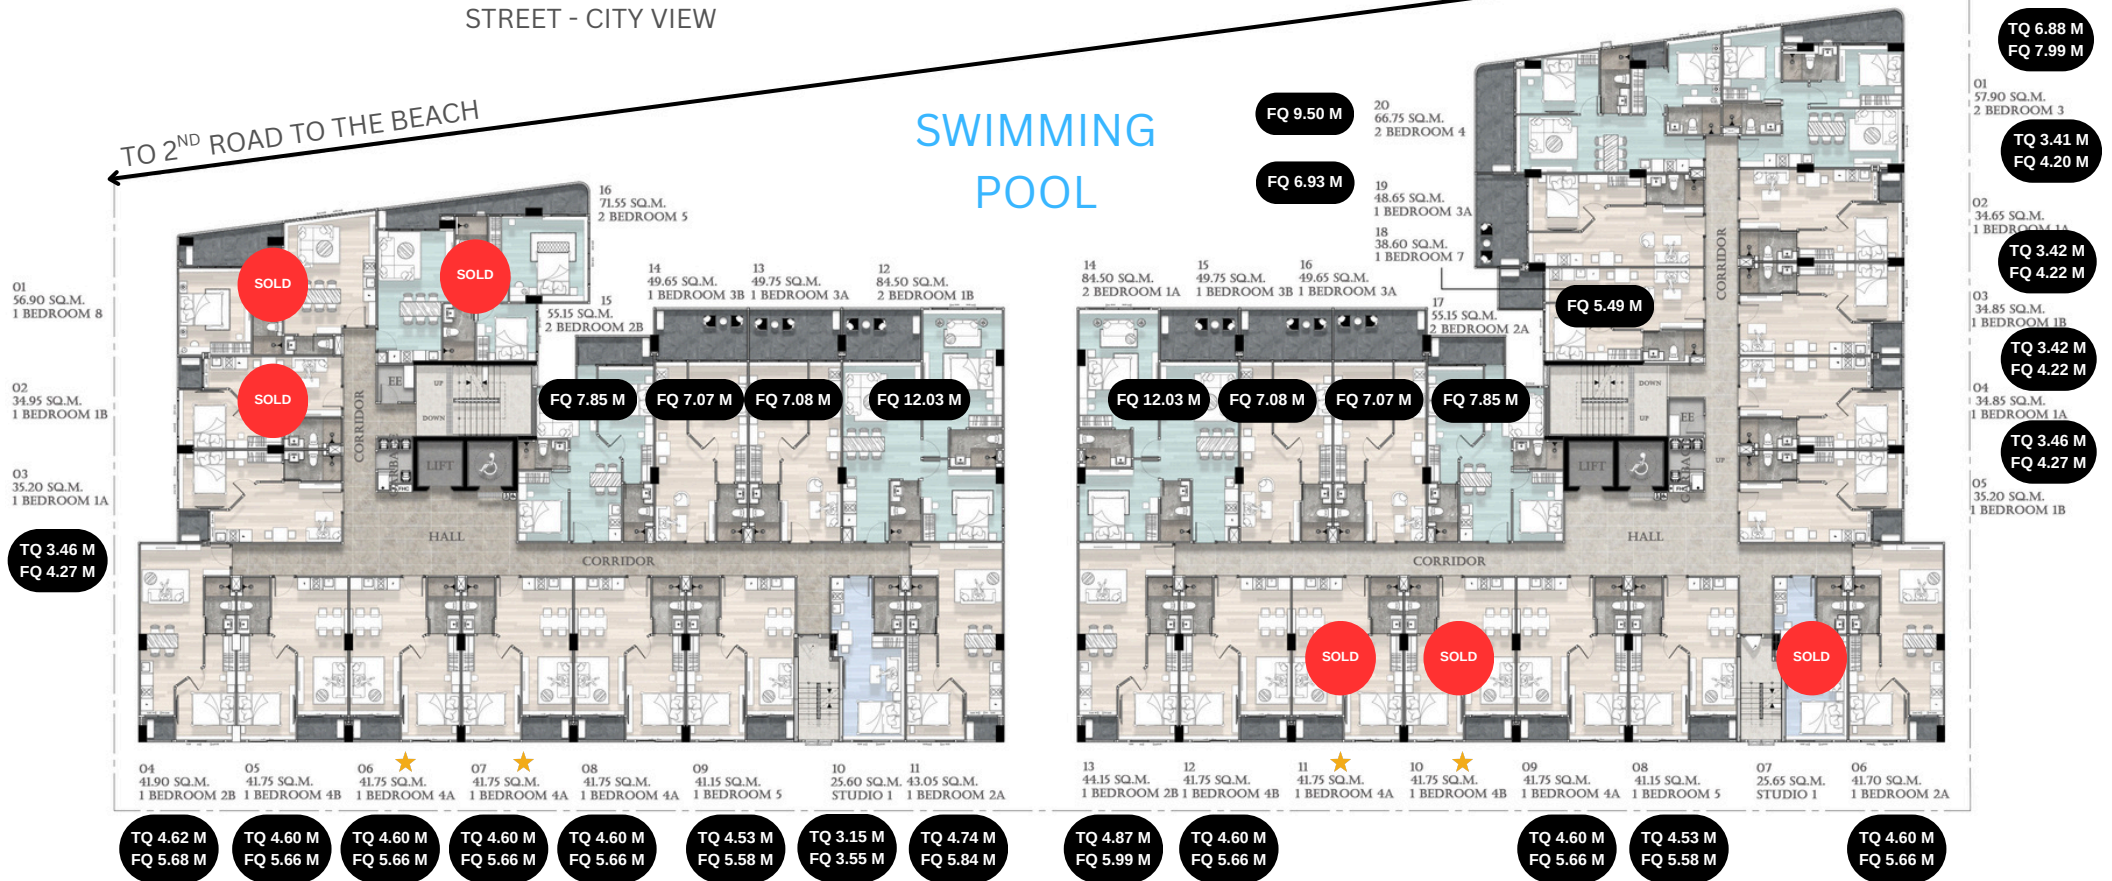 STREET - CITY VIEW
TO 2ND ROAD TO THE BEACH
SWIMMING
POOL
16
71.55 SQ.M.
2 BEDROOM 5
01
56.90 SQ.M.
1 BEDROOM 8
SOLD
SOLD
15
55.15 SQ.M.
2 BEDROOM 2B
14
49.65 SQ.M.
1 BEDROOM 3B
13
49.75 SQ.M.
1 BEDROOM 3A
12
84.50 SQ.M.
2 BEDROOM 1B
02
34.95 SQ.M.
1 BEDROOM 1B
SOLD
CORRIDOR
EE
UP
DOWN
LIFT
FQ 7.85 M
FQ 7.07 M
FQ 7.08 M
FQ 12.03 M
03
35.20 SQ.M.
1 BEDROOM 1A
TQ 3.46 M
FQ 4.27 M
HALL
CORRIDOR
04
41.90 SQ.M.
1 BEDROOM 2B
05
41.75 SQ.M.
1 BEDROOM 4B
06
41.75 SQ.M.
1 BEDROOM 4A
07
41.75 SQ.M.
1 BEDROOM 4A
08
41.75 SQ.M.
1 BEDROOM 4A
09
41.15 SQ.M.
1 BEDROOM 5
10
25.60 SQ.M.
STUDIO 1
11
43.05 SQ.M.
1 BEDROOM 2A
TQ 4.62 M
FQ 5.68 M
TQ 4.60 M
FQ 5.66 M
TQ 4.60 M
FQ 5.66 M
TQ 4.60 M
FQ 5.66 M
TQ 4.60 M
FQ 5.66 M
TQ 4.53 M
FQ 5.58 M
TQ 3.15 M
FQ 3.55 M
TQ 4.74 M
FQ 5.84 M
FQ 9.50 M
20
66.75 SQ.M.
2 BEDROOM 4
FQ 6.93 M
19
48.65 SQ.M.
1 BEDROOM 3A
18
38.60 SQ.M.
1 BEDROOM 7
FQ 5.49 M
14
84.50 SQ.M.
2 BEDROOM 1A
15
49.75 SQ.M.
1 BEDROOM 3B
16
49.65 SQ.M.
1 BEDROOM 3A
17
55.15 SQ.M.
2 BEDROOM 2A
FQ 12.03 M
FQ 7.08 M
FQ 7.07 M
FQ 7.85 M
CORRIDOR
DOWN
UP
EE
UP
LIFT
HALL
CORRIDOR
TQ 6.88 M
FQ 7.99 M
01
57.90 SQ.M.
2 BEDROOM 3
TQ 3.41 M
FQ 4.20 M
02
34.65 SQ.M.
1 BEDROOM 1A
TQ 3.42 M
FQ 4.22 M
03
34.85 SQ.M.
1 BEDROOM 1B
TQ 3.42 M
FQ 4.22 M
04
34.85 SQ.M.
1 BEDROOM 1A
TQ 3.46 M
FQ 4.27 M
05
35.20 SQ.M.
1 BEDROOM 1B
SOLD
SOLD
SOLD
13
44.15 SQ.M.
1 BEDROOM 2B
12
41.75 SQ.M.
1 BEDROOM 4B
11
41.75 SQ.M.
1 BEDROOM 4A
10
41.75 SQ.M.
1 BEDROOM 4B
09
41.75 SQ.M.
1 BEDROOM 4A
08
41.15 SQ.M.
1 BEDROOM 5
07
25.65 SQ.M.
STUDIO 1
06
41.70 SQ.M.
1 BEDROOM 2A
TQ 4.87 M
FQ 5.99 M
TQ 4.60 M
FQ 5.66 M
TQ 4.60 M
FQ 5.66 M
TQ 4.53 M
FQ 5.58 M
TQ 4.60 M
FQ 5.66 M